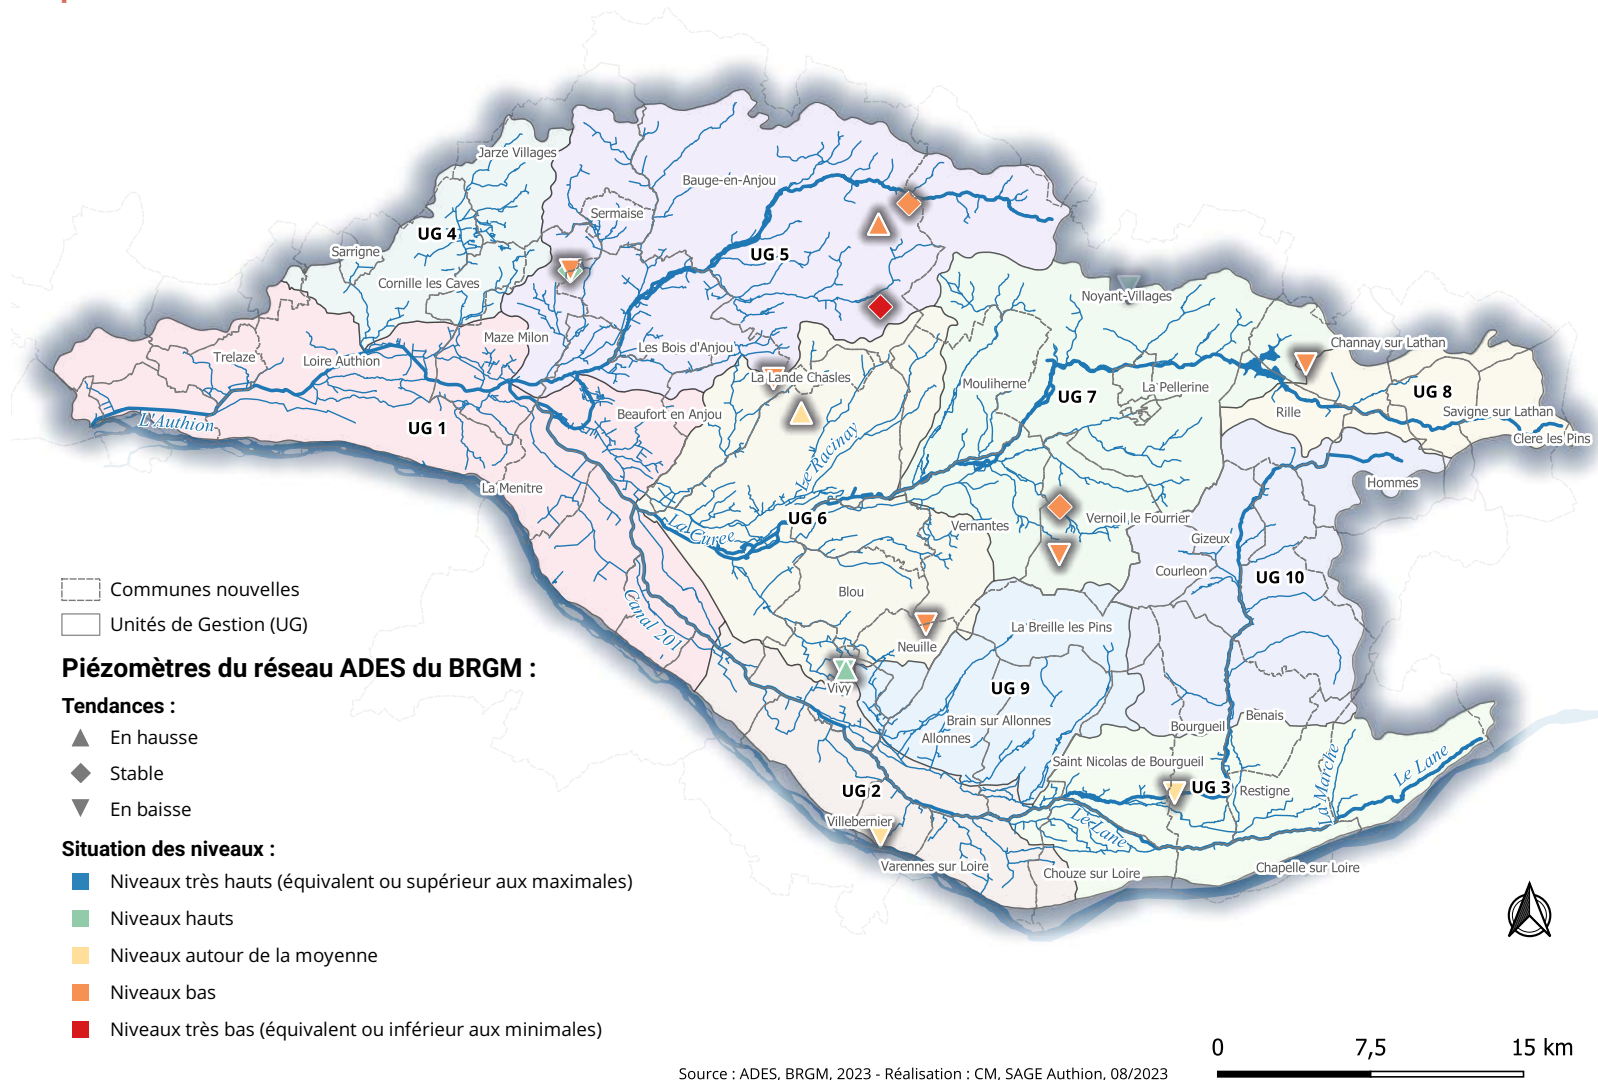 Jarze Villages
Bauge-en-Anjou
Sermaise
UG 4
Sarrigne
UG 5
Cornille les Caves
Noyant-Villages
Maze Milon
Channay sur Lathan
Trelaze
Loire Authion
Les Bois d'Anjou
La Lande Chasles
Mouliherne
La Pellerine
UG 7
UG 8
L'Authion
UG 1
Beaufort en Anjou
Rille
Savigne sur Lathan
Clere les Pins
Le Racinay
La Menitre
Hommes
UG 6
Vernantes
Vernoil le Fourrier
La Curee
Gizeux
Courleon
UG 10
Communes nouvelles
Blou
Canal 201
Unités de Gestion (UG)
La Breille les Pins
Neuille
Piézomètres du réseau ADES du BRGM :
Vivy
UG 9
Tendances :
Brain sur Allonnes
Allonnes
Bourgueil
Benais
En hausse
Saint Nicolas de Bourgueil
Stable
UG 2
UG 3
Restigne
La Marche
Le Lane
En baisse
Villebernier
Le Lane
Situation des niveaux :
Varennes sur Loire
Chouze sur Loire
Chapelle sur Loire
Niveaux très hauts (équivalent ou supérieur aux maximales)
Niveaux hauts
Niveaux autour de la moyenne
Niveaux bas
Niveaux très bas (équivalent ou inférieur aux minimales)
0 7,5 15 km
Source : ADES, BRGM, 2023 - Réalisation : CM, SAGE Authion, 08/2023